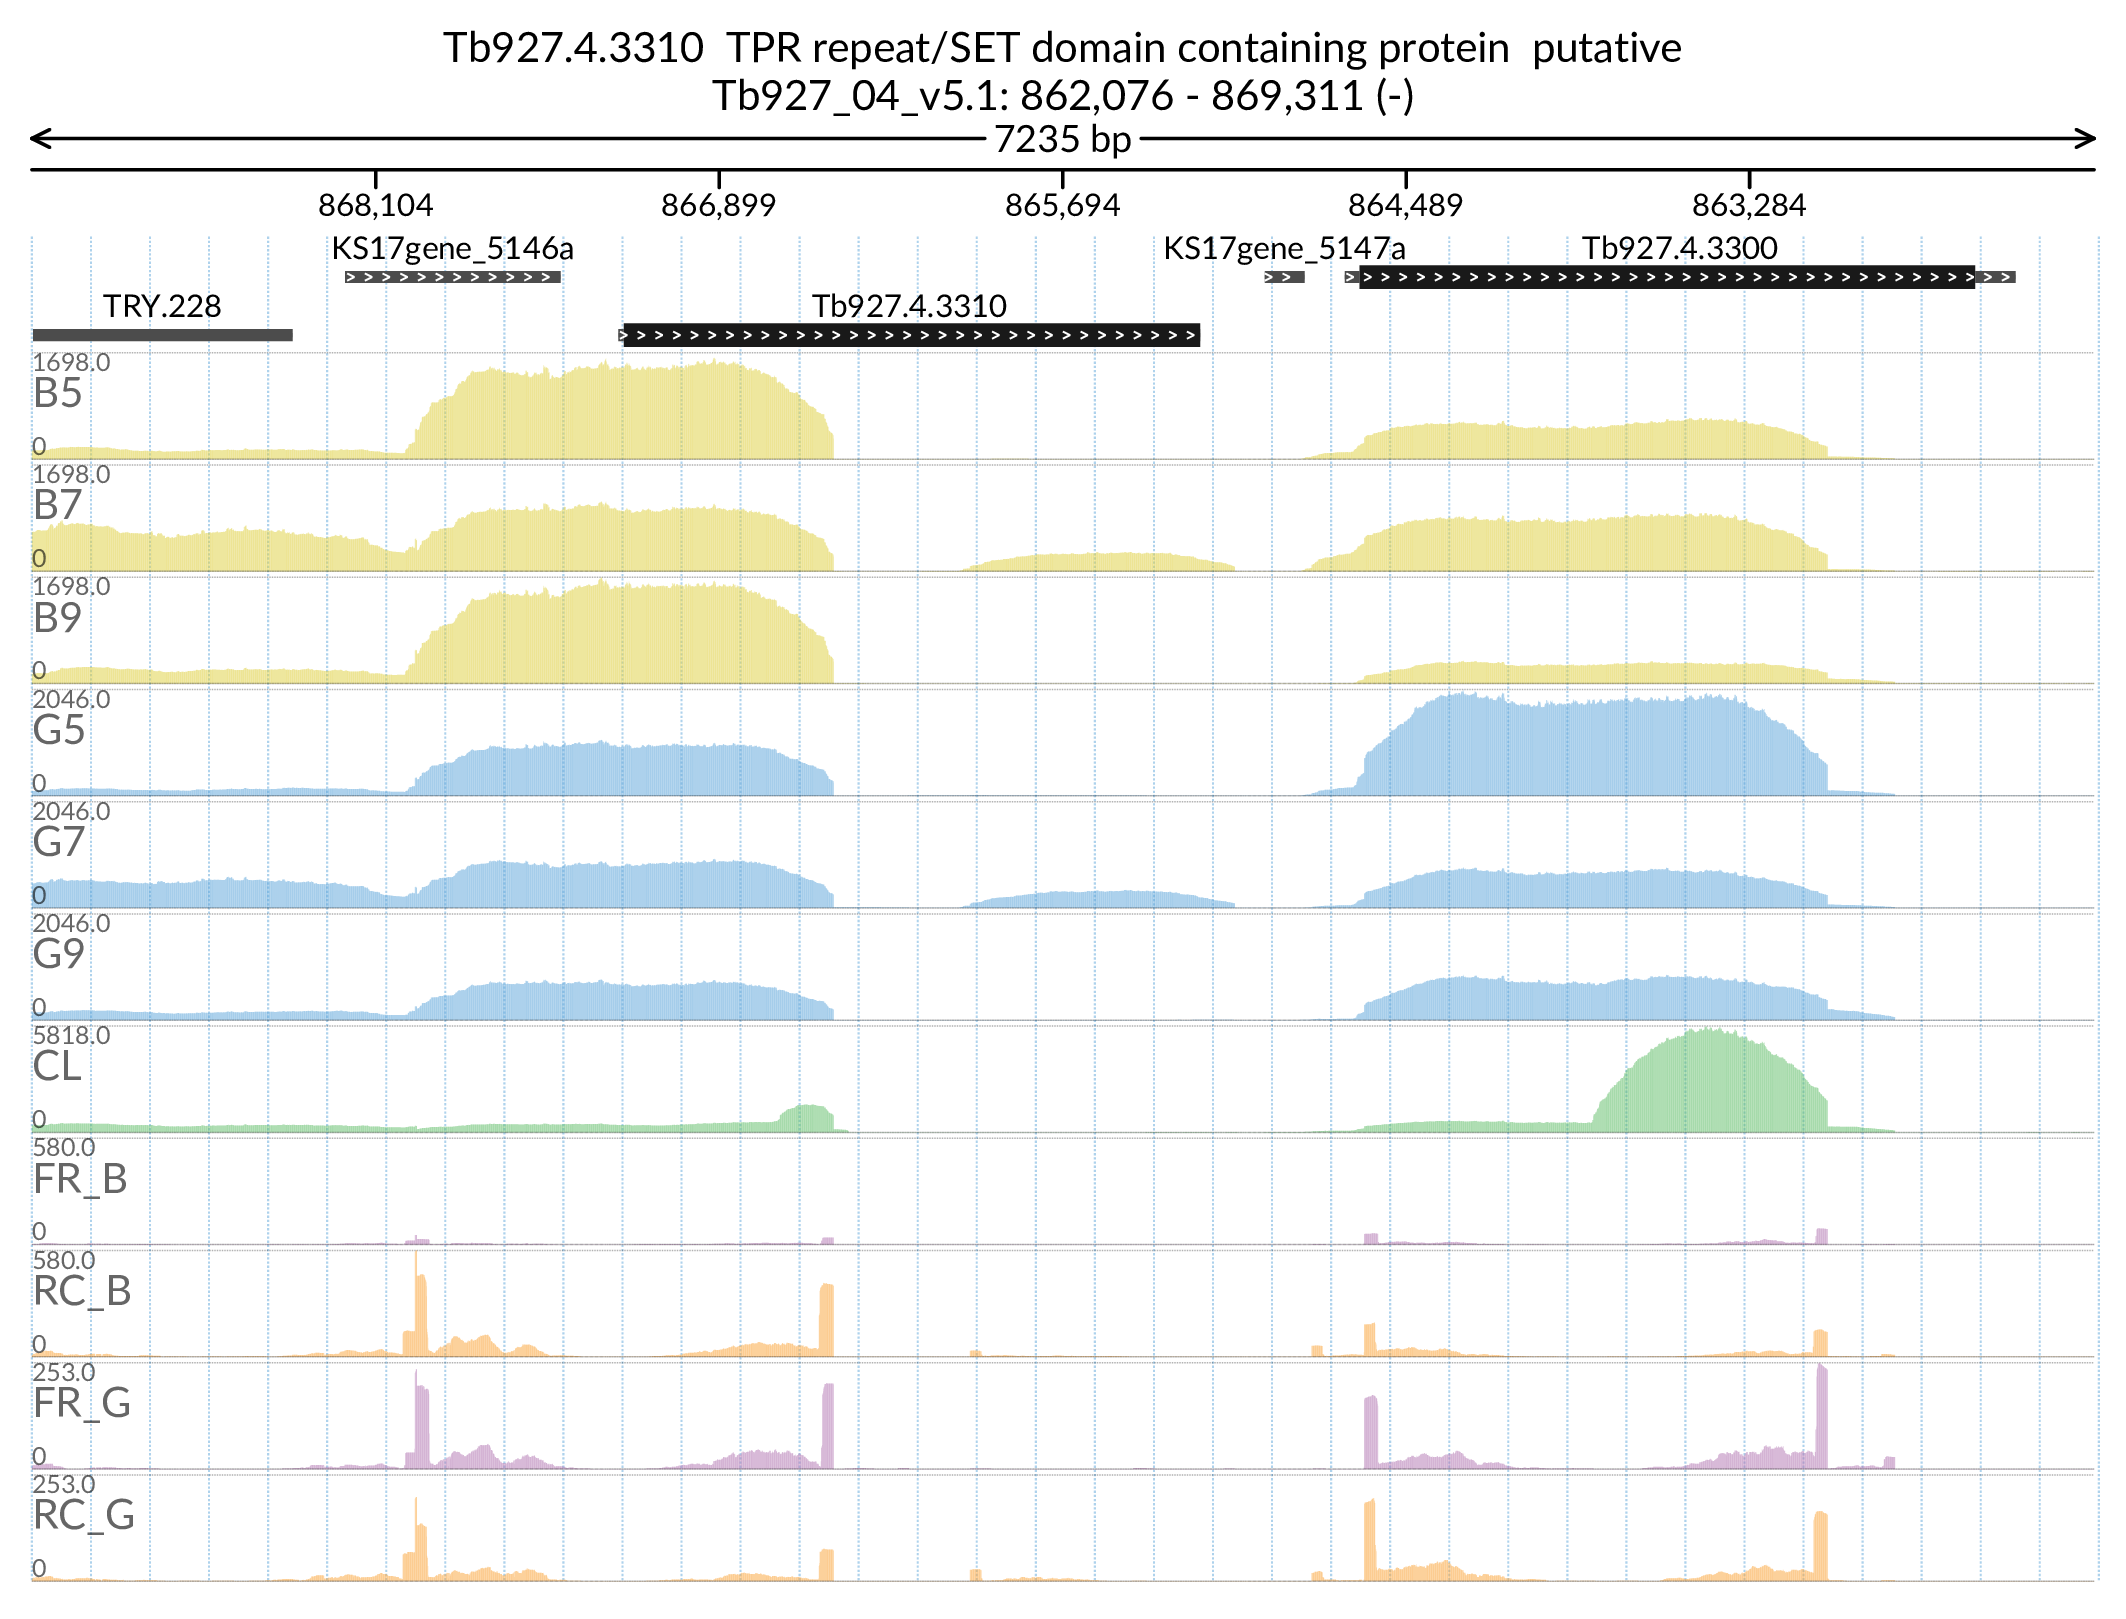 Tb927.4.3310  TPR repeat/SET domain containing protein  putative
Tb927_04_v5.1: 862,076 - 869,311 (-)
7235 bp
868,104 866,899 865,694 864,489 863,284
KS17gene_5146a KS17gene_5147a Tb927.4.3300
TRY.228 Tb927.4.3310
1698.0
B5
0
1698.0
B7
0
1698.0
B9
0
2046.0
G5
0
2046.0
G7
0
2046.0
G9
0
5818.0
CL
0
580.0
FR_B
0
580.0
RC_B
0
253.0
FR_G
0
253.0
RC_G
0